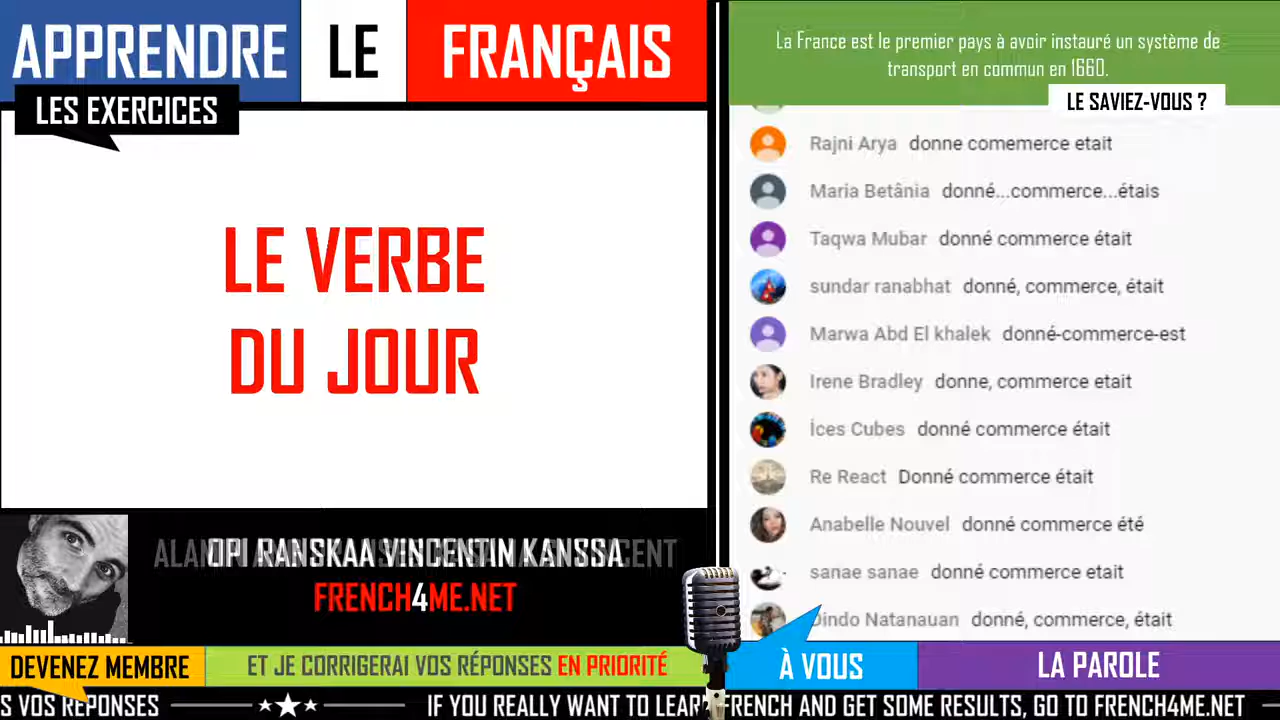 APPRENDRE LE FRANÇAIS
LES EXERCICES
LE VERBE
DU JOUR
FRENCH4ME.NET
DEVENEZ MEMBRE
ET JE CORRIGERAI VOS RÉPONSES EN PRIORITÉ
La France est le premier pays à avoir instauré un système de
transport en commun en 1660.
LE SAVIEZ-VOUS ?
Rajni Arya donne comemerce etait
Maria Betânia donné...commerce...étais
Taqwa Mubar donné commerce était
sundar ranabhat donné, commerce, était
Marwa Abd El khalek donné-commerce-est
Irene Bradley donne, commerce etait
İces Cubes donné commerce était
Re React Donné commerce était
Anabelle Nouvel donné commerce été
sanae sanae donné commerce etait
Dindo Natanauan donné, commerce, était
À VOUS
LA PAROLE
S VOS RÉPONSES
IF YOU REALLY WANT TO LEARN FRENCH AND GET SOME RESULTS, GO TO FRENCH4ME.NET